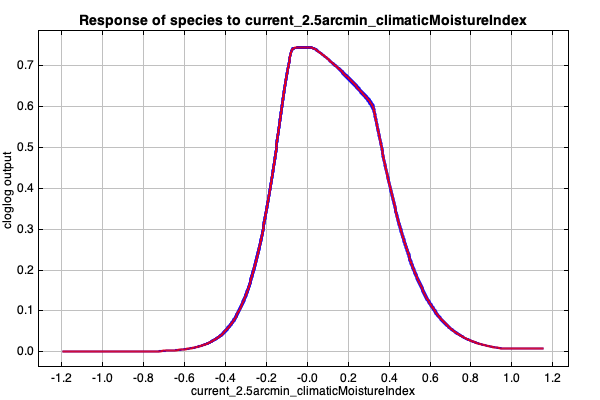 Response of species to current_2.5arcmin_climaticMoistureIndex
cloglog output
0.7
0.6
0.5
0.4
0.3
0.2
0.1
0.0
-1.2 -1.0 -0.8 -0.6 -0.4 -0.2 -0.0 0.2 0.4 0.6 0.8 1.0 1.2
current_2.5arcmin_climaticMoistureIndex